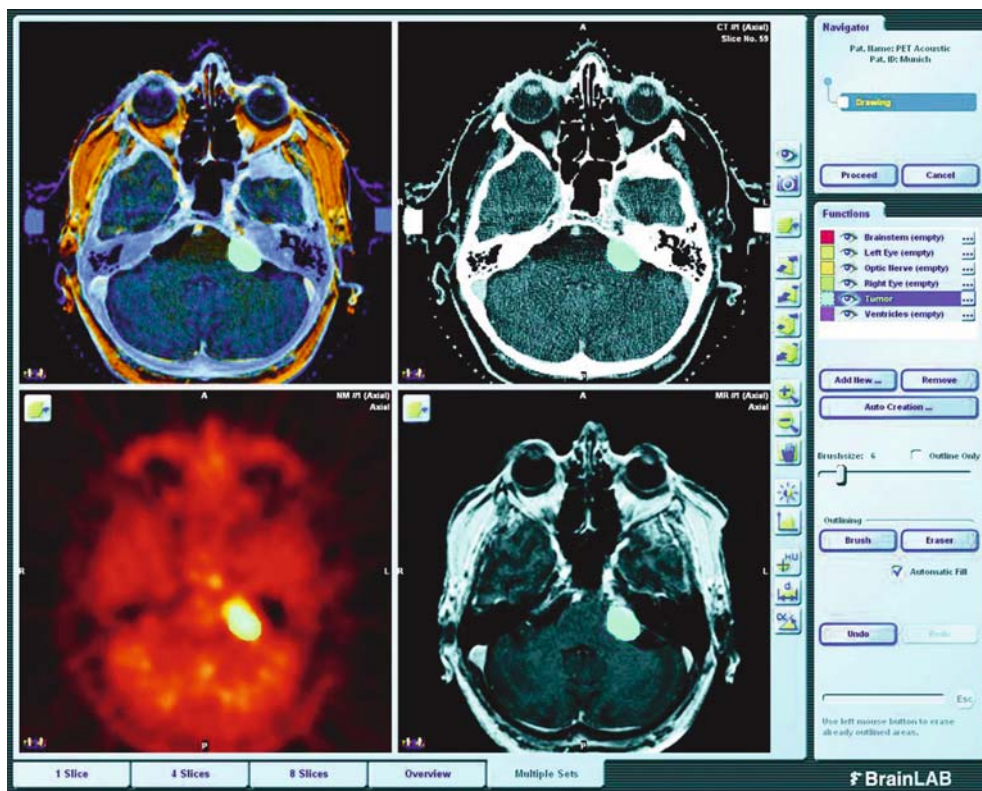 CT #1 (Axial)
Slice No. 59
A
R
L
P
NM #1 (Axial)
Axial
A
R
L
P
MR #1 (Axial)
Axial
A
L
P
HU
d
Navigator
Pat. Name: PET Acoustic
Pat. ID: Munich
Drawing
Proceed
Cancel
Functions
Brainstem (empty) ...
Left Eye (empty) ...
Optic Nerve (empty) ...
Right Eye (empty) ...
Tumor ...
Ventricles (empty) ...
Add New ...
Remove
Auto Creation ...
Brushsize: 6
Outline Only
Outlining
Brush
Eraser
Automatic Fill
Undo
Esc
Use left mouse button to erase
already outlined areas.
1 Slice
4 Slices
8 Slices
Overview
Multiple Sets
BrainLAB